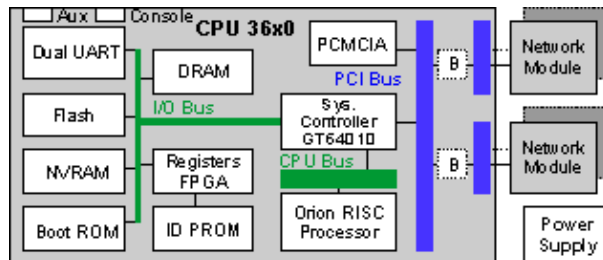 Aux
Console
CPU 36x0
Dual UART
DRAM
PCMCIA
PCI Bus
B
Network
Module
I/O Bus
Flash
Sys.
Controller
GT64010
CPU Bus
NVRAM
Registers
FPGA
B
Network
Module
Boot ROM
ID PROM
Orion RISC
Processor
Power
Supply